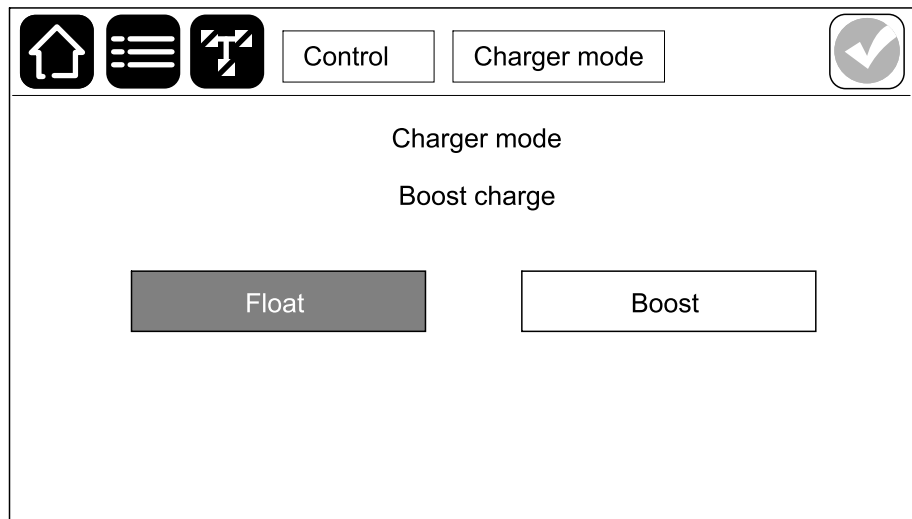 Control
Charger mode
Charger mode
Boost charge
Float
Boost